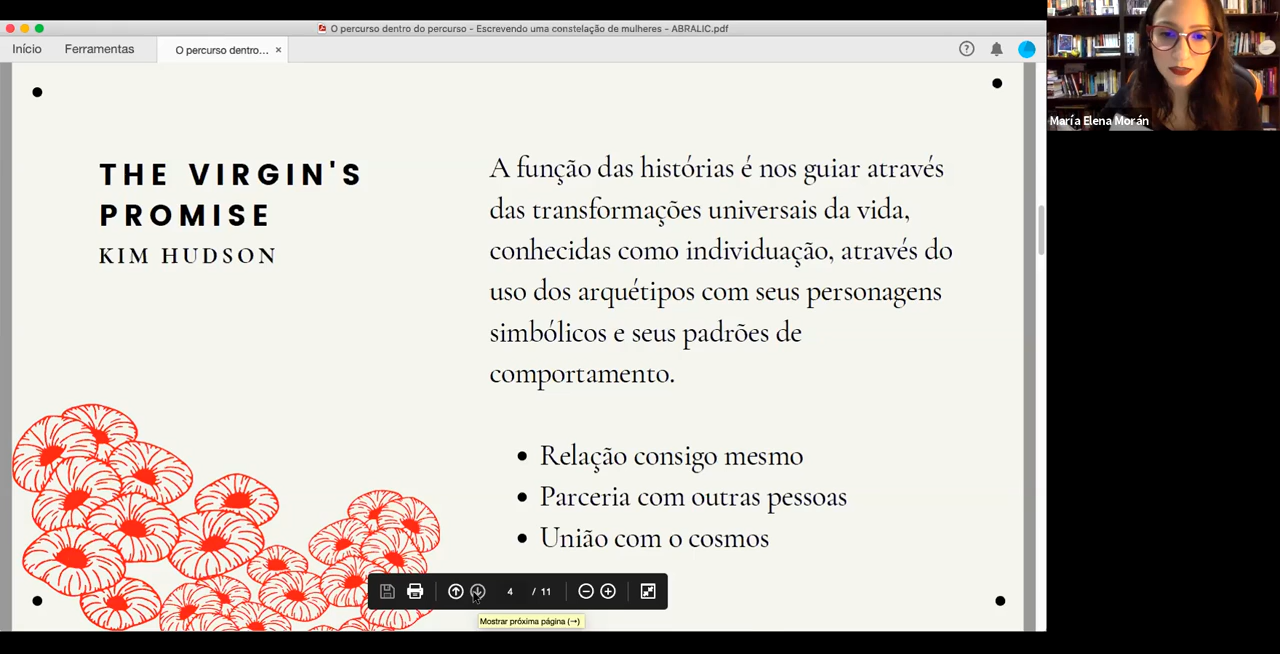 O percurso dentro do percurso - Escrevendo uma constelação de mulheres - ABRALIC.pdf
Início
Ferramentas
O percurso dentro... ×
María Elena Morán
THE VIRGIN'S
PROMISE
KIM HUDSON
A função das histórias é nos guiar através
das transformações universais da vida,
conhecidas como individuação, através do
uso dos arquétipos com seus personagens
simbólicos e seus padrões de
comportamento.
• Relação consigo mesmo
• Parceria com outras pessoas
• União com o cosmos
4 / 11
Mostrar próxima página (→)